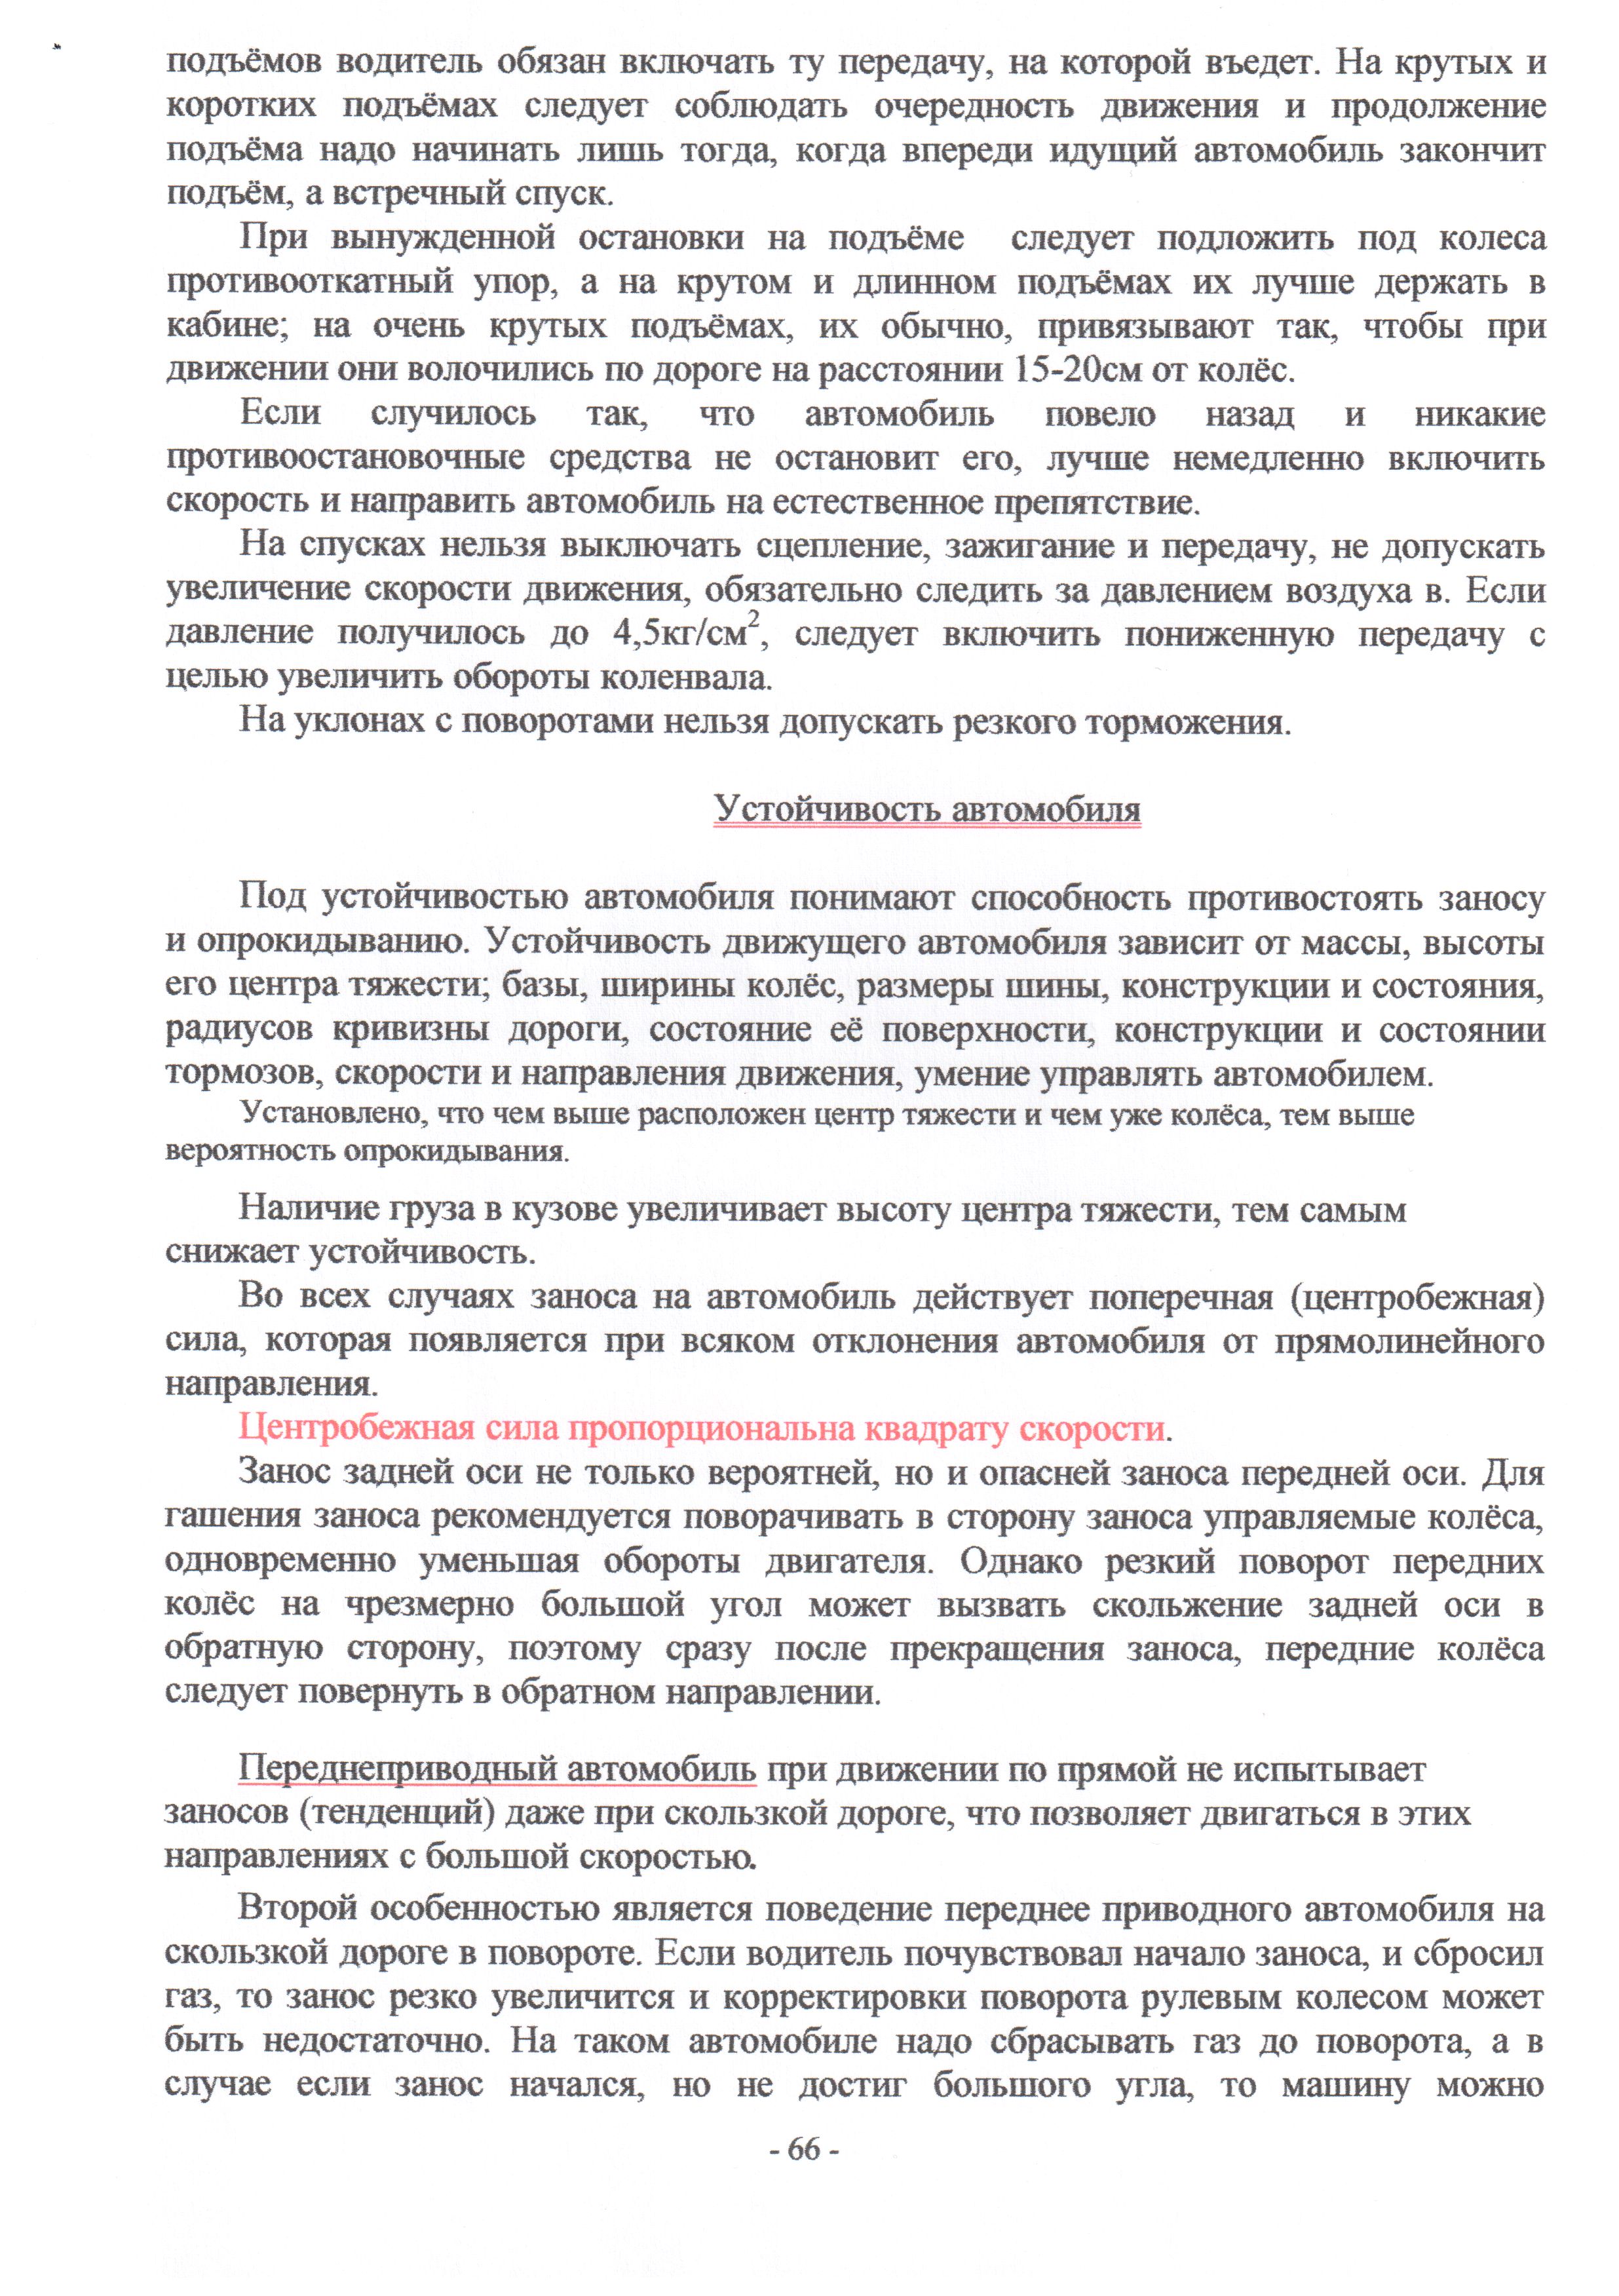 подъёмов водитель обязан включать ту передачу, на которой въедет. На крутых и
коротких подъёмах следует соблюдать очередность движения и продолжение
подъёма надо начинать лишь тогда, когда впереди идущий автомобиль закончит
подъём, а встречный спуск.
При вынужденной остановки на подъёме следует подложить под колеса
противооткатный упор, а на крутом и длинном подъёмах их лучше держать в
кабине; на очень крутых подъёмах, их обычно, привязывают так, чтобы при
движении они волочились по дороге на расстоянии 15-20см от колёс.
Если случилось так, что автомобиль повело назад и никакие
противоостановочные средства не остановит его, лучше немедленно включить
скорость и направить автомобиль на естественное препятствие.
На спусках нельзя выключать сцепление, зажигание и передачу, не допускать
увеличение скорости движения, обязательно следить за давлением воздуха в. Если
давление получилось до 4,5кг/см², следует включить пониженную передачу с
целью увеличить обороты коленвала.
На уклонах с поворотами нельзя допускать резкого торможения.
Устойчивость автомобиля
Под устойчивостью автомобиля понимают способность противостоять заносу
и опрокидыванию. Устойчивость движущего автомобиля зависит от массы, высоты
его центра тяжести; базы, ширины колёс, размеры шины, конструкции и состояния,
радиусов кривизны дороги, состояние её поверхности, конструкции и состоянии
тормозов, скорости и направления движения, умение управлять автомобилем.
Установлено, что чем выше расположен центр тяжести и чем уже колёса, тем выше
вероятность опрокидывания.
Наличие груза в кузове увеличивает высоту центра тяжести, тем самым
снижает устойчивость.
Во всех случаях заноса на автомобиль действует поперечная (центробежная)
сила, которая появляется при всяком отклонения автомобиля от прямолинейного
направления.
Центробежная сила пропорциональна квадрату скорости.
Занос задней оси не только вероятней, но и опасней заноса передней оси. Для
гашения заноса рекомендуется поворачивать в сторону заноса управляемые колёса,
одновременно уменьшая обороты двигателя. Однако резкий поворот передних
колёс на чрезмерно большой угол может вызвать скольжение задней оси в
обратную сторону, поэтому сразу после прекращения заноса, передние колёса
следует повернуть в обратном направлении.
Переднеприводный автомобиль при движении по прямой не испытывает
заносов (тенденций) даже при скользкой дороге, что позволяет двигаться в этих
направлениях с большой скоростью.
Второй особенностью является поведение переднее приводного автомобиля на
скользкой дороге в повороте. Если водитель почувствовал начало заноса, и сбросил
газ, то занос резко увеличится и корректировки поворота рулевым колесом может
быть недостаточно. На таком автомобиле надо сбрасывать газ до поворота, а в
случае если занос начался, но не достиг большого угла, то машину можно
- 66 -